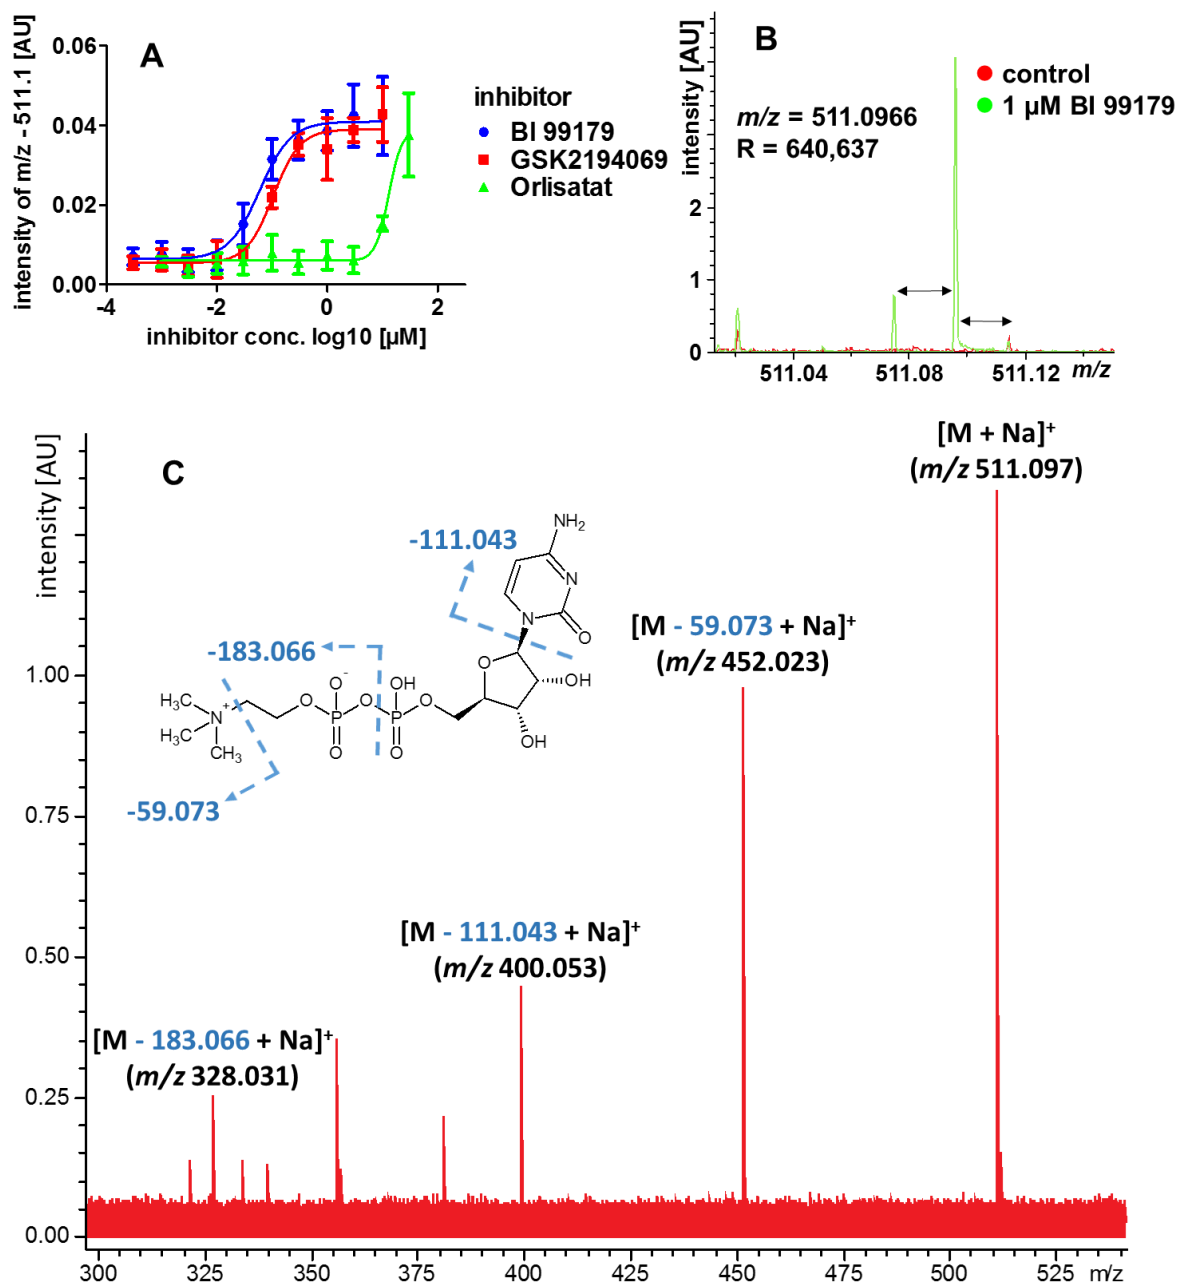 A
intensity of m/z - 511.1 [AU]
0.06
0.04
0.02
0.00
-4
-2
0
2
inhibitor conc. log10 [µM]
inhibitor
BI 99179
GSK2194069
Orlisatat
B
intensity [AU]
control
1 µM BI 99179
m/z = 511.0966
R = 640,637
2
1
0
511.04
511.08
511.12
m/z
C
intensity [AU]
1.00
0.75
0.50
0.25
0.00
[M + Na]⁺
(m/z 511.097)
-111.043
NH₂
N
N
O
[M - 59.073 + Na]⁺
(m/z 452.023)
-183.066
O⁻
OH
O
OH
H₃C
N⁺
O
P
O
P
O
H₃C
CH₃
O
O
OH
-59.073
[M - 111.043 + Na]⁺
(m/z 400.053)
[M - 183.066 + Na]⁺
(m/z 328.031)
300
325
350
375
400
425
450
475
500
525
m/z